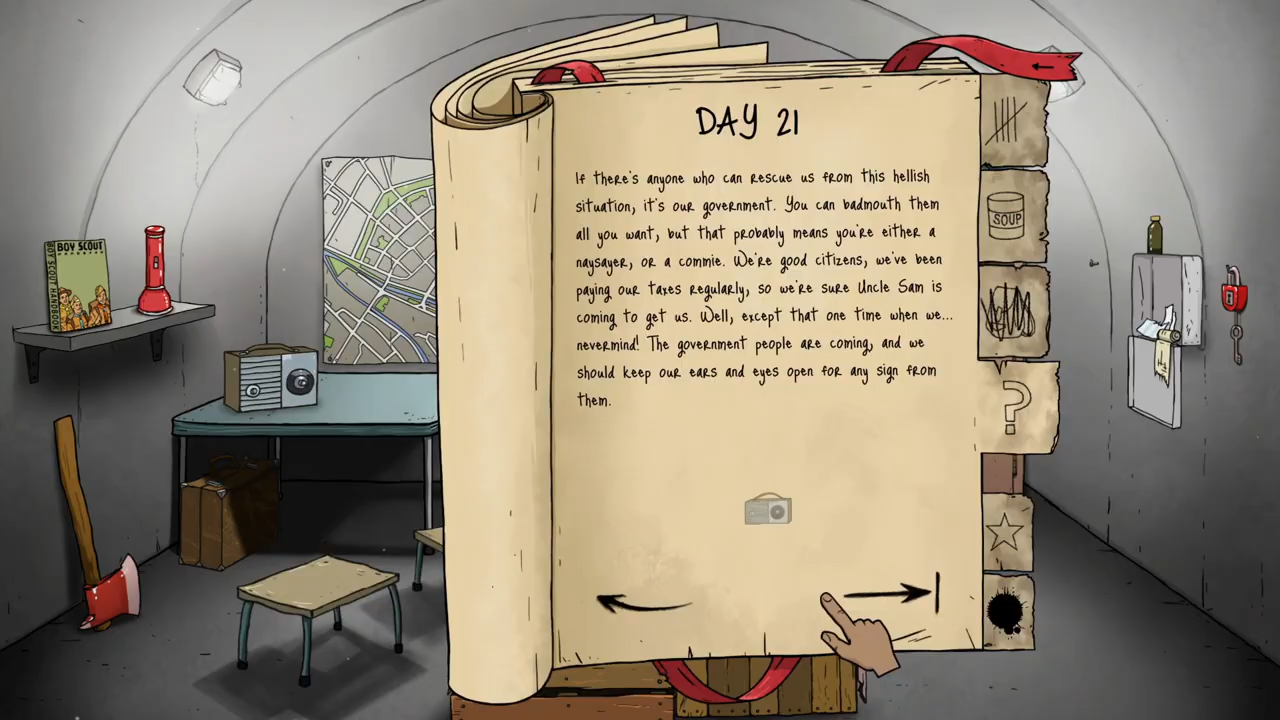 DAY 21
If there's anyone who can rescue us from this hellish
situation, it's our government. You can badmouth them
all you want, but that probably means you're either a
naysayer, or a commie. We're good citizens, we've been
paying our taxes regularly, so we're sure Uncle Sam is
coming to get us. Well, except that one time when we...
nevermind! The government people are coming, and we
should keep our ears and eyes open for any sign from
them.
SOUP
?
BOY SCOUT
BOY SCOUT HANDBOOK